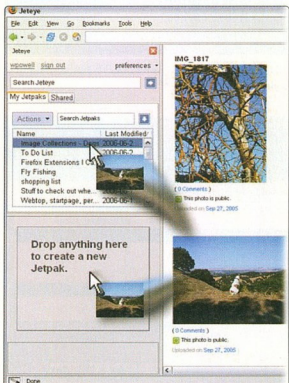 Jeteye
File Edit View Go Bookmarks Tools Help
Jeteye
wpowell sign out preferences
Search Jeteye
My Jetpaks Shared
Actions Search Jetpaks
Name Last Modified
Image Collections - Dogs 2006-06-2
To Do List 2006-06-2
Firefox Extensions I
Fly Fishing
shopping list
Stuff to check out whe...
Webtop, startpage, per... 2006-06-1
Drop anything here
to create a new
Jetpak.
Done
IMG_1817
( 0 Comments )
This photo is public.
Uploaded on Sep 27, 2005
( 0 Comments )
This photo is public.
Uploaded on Sep 27, 2005